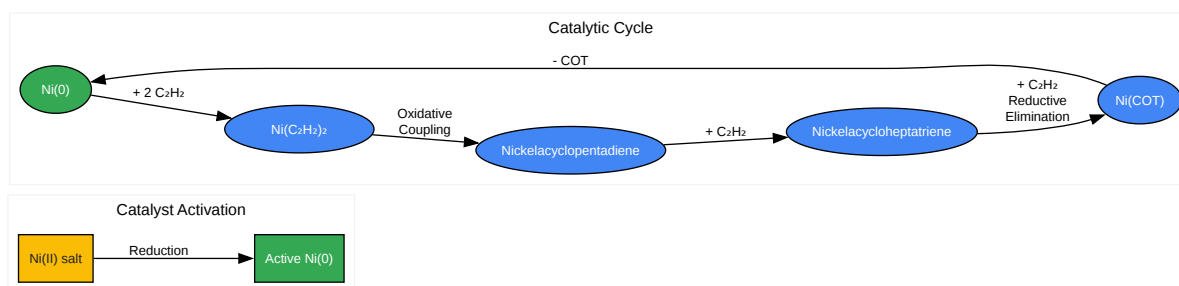 Catalytic Cycle
- COT
Ni(0)
+ 2 C₂H₂
Ni(C₂H₂)₂
Oxidative
Coupling
Nickelacyclopentadiene
+ C₂H₂
Nickelacycloheptatriene
+ C₂H₂
Reductive
Elimination
Ni(COT)
Catalyst Activation
Ni(II) salt
Reduction
Active Ni(0)